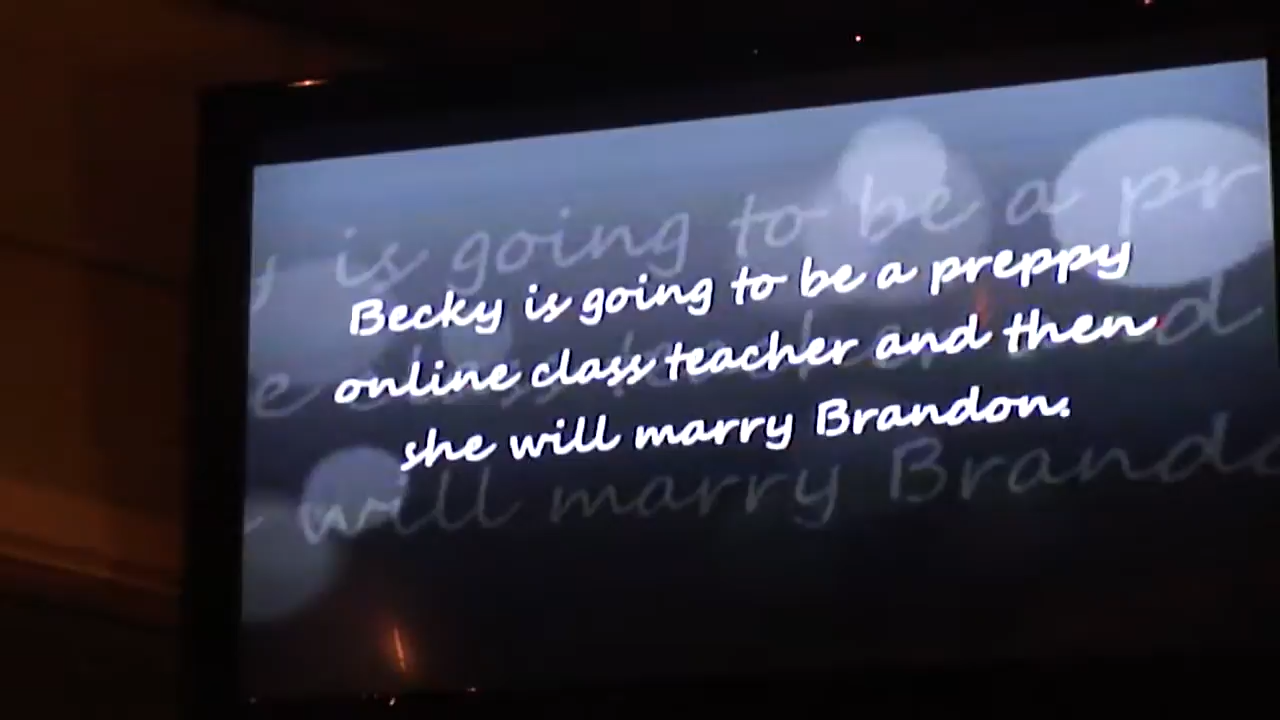 Becky is going to be a preppy
online class teacher and then
she will marry Brandon.